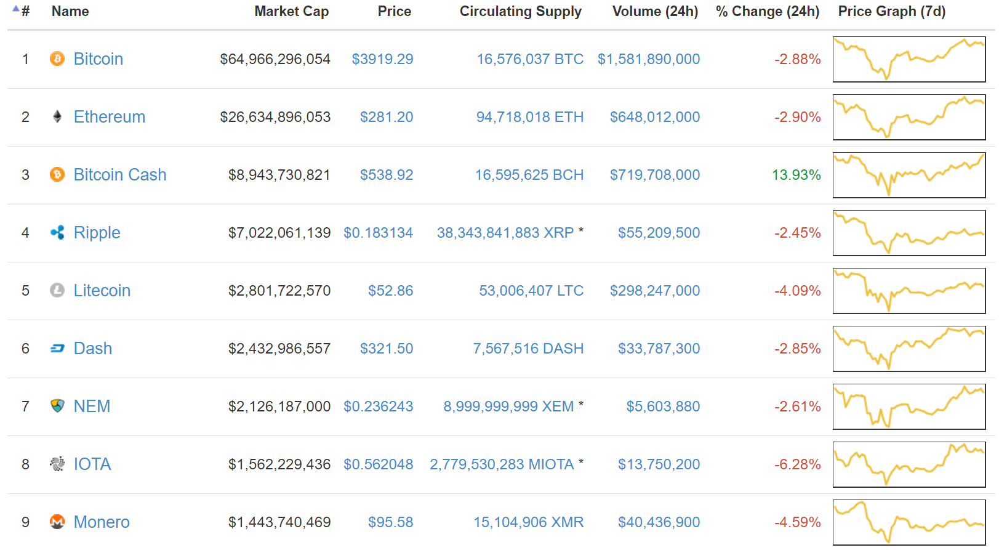 # Name Market Cap Price Circulating Supply Volume (24h) % Change (24h) Price Graph (7d)
1 Bitcoin $64,966,296,054 $3919.29 16,576,037 BTC $1,581,890,000 -2.88%
2 Ethereum $26,634,896,053 $281.20 94,718,018 ETH $648,012,000 -2.90%
3 Bitcoin Cash $8,943,730,821 $538.92 16,595,625 BCH $719,708,000 13.93%
4 Ripple $7,022,061,139 $0.183134 38,343,841,883 XRP * $55,209,500 -2.45%
5 Litecoin $2,801,722,570 $52.86 53,006,407 LTC $298,247,000 -4.09%
6 Dash $2,432,986,557 $321.50 7,567,516 DASH $33,787,300 -2.85%
7 NEM $2,126,187,000 $0.236243 8,999,999,999 XEM * $5,603,880 -2.61%
8 IOTA $1,562,229,436 $0.562048 2,779,530,283 MIOTA * $13,750,200 -6.28%
9 Monero $1,443,740,469 $95.58 15,104,906 XMR $40,436,900 -4.59%